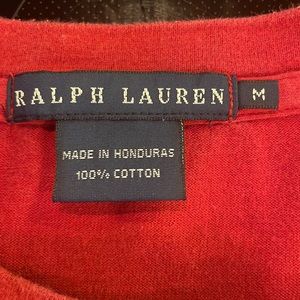 RALPH LAUREN M
MADE IN HONDURAS
100% COTTON